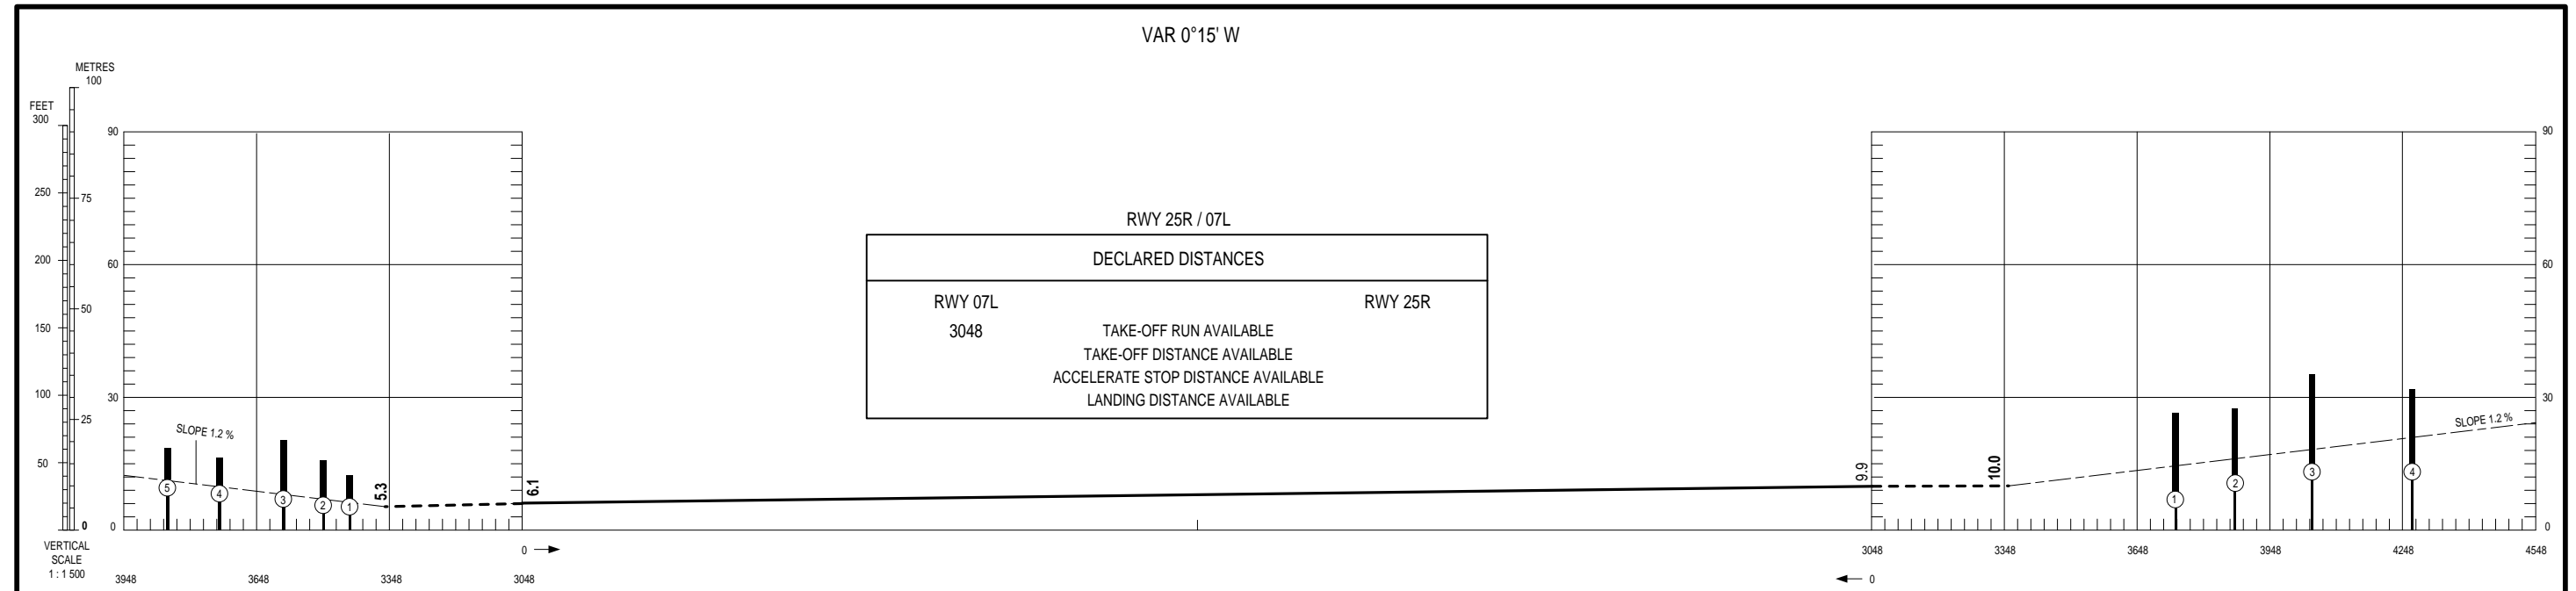 VAR 0°15' W
METRES
100
FEET
300
90
90
250
75
RWY 25R / 07L
DECLARED DISTANCES
200
60
60
RWY 07L
RWY 25R
50
150
3048
TAKE-OFF RUN AVAILABLE
TAKE-OFF DISTANCE AVAILABLE
ACCELERATE STOP DISTANCE AVAILABLE
LANDING DISTANCE AVAILABLE
100
30
30
25
SLOPE 1.2 %
SLOPE 1.2 %
50
5
4
3
2
1
5.3
6.1
9.9
10.0
1
2
3
4
0
0
0
VERTICAL
SCALE
1 : 1 500
0
3048
3348
3648
3948
4248
4548
3948
3648
3348
3048
0